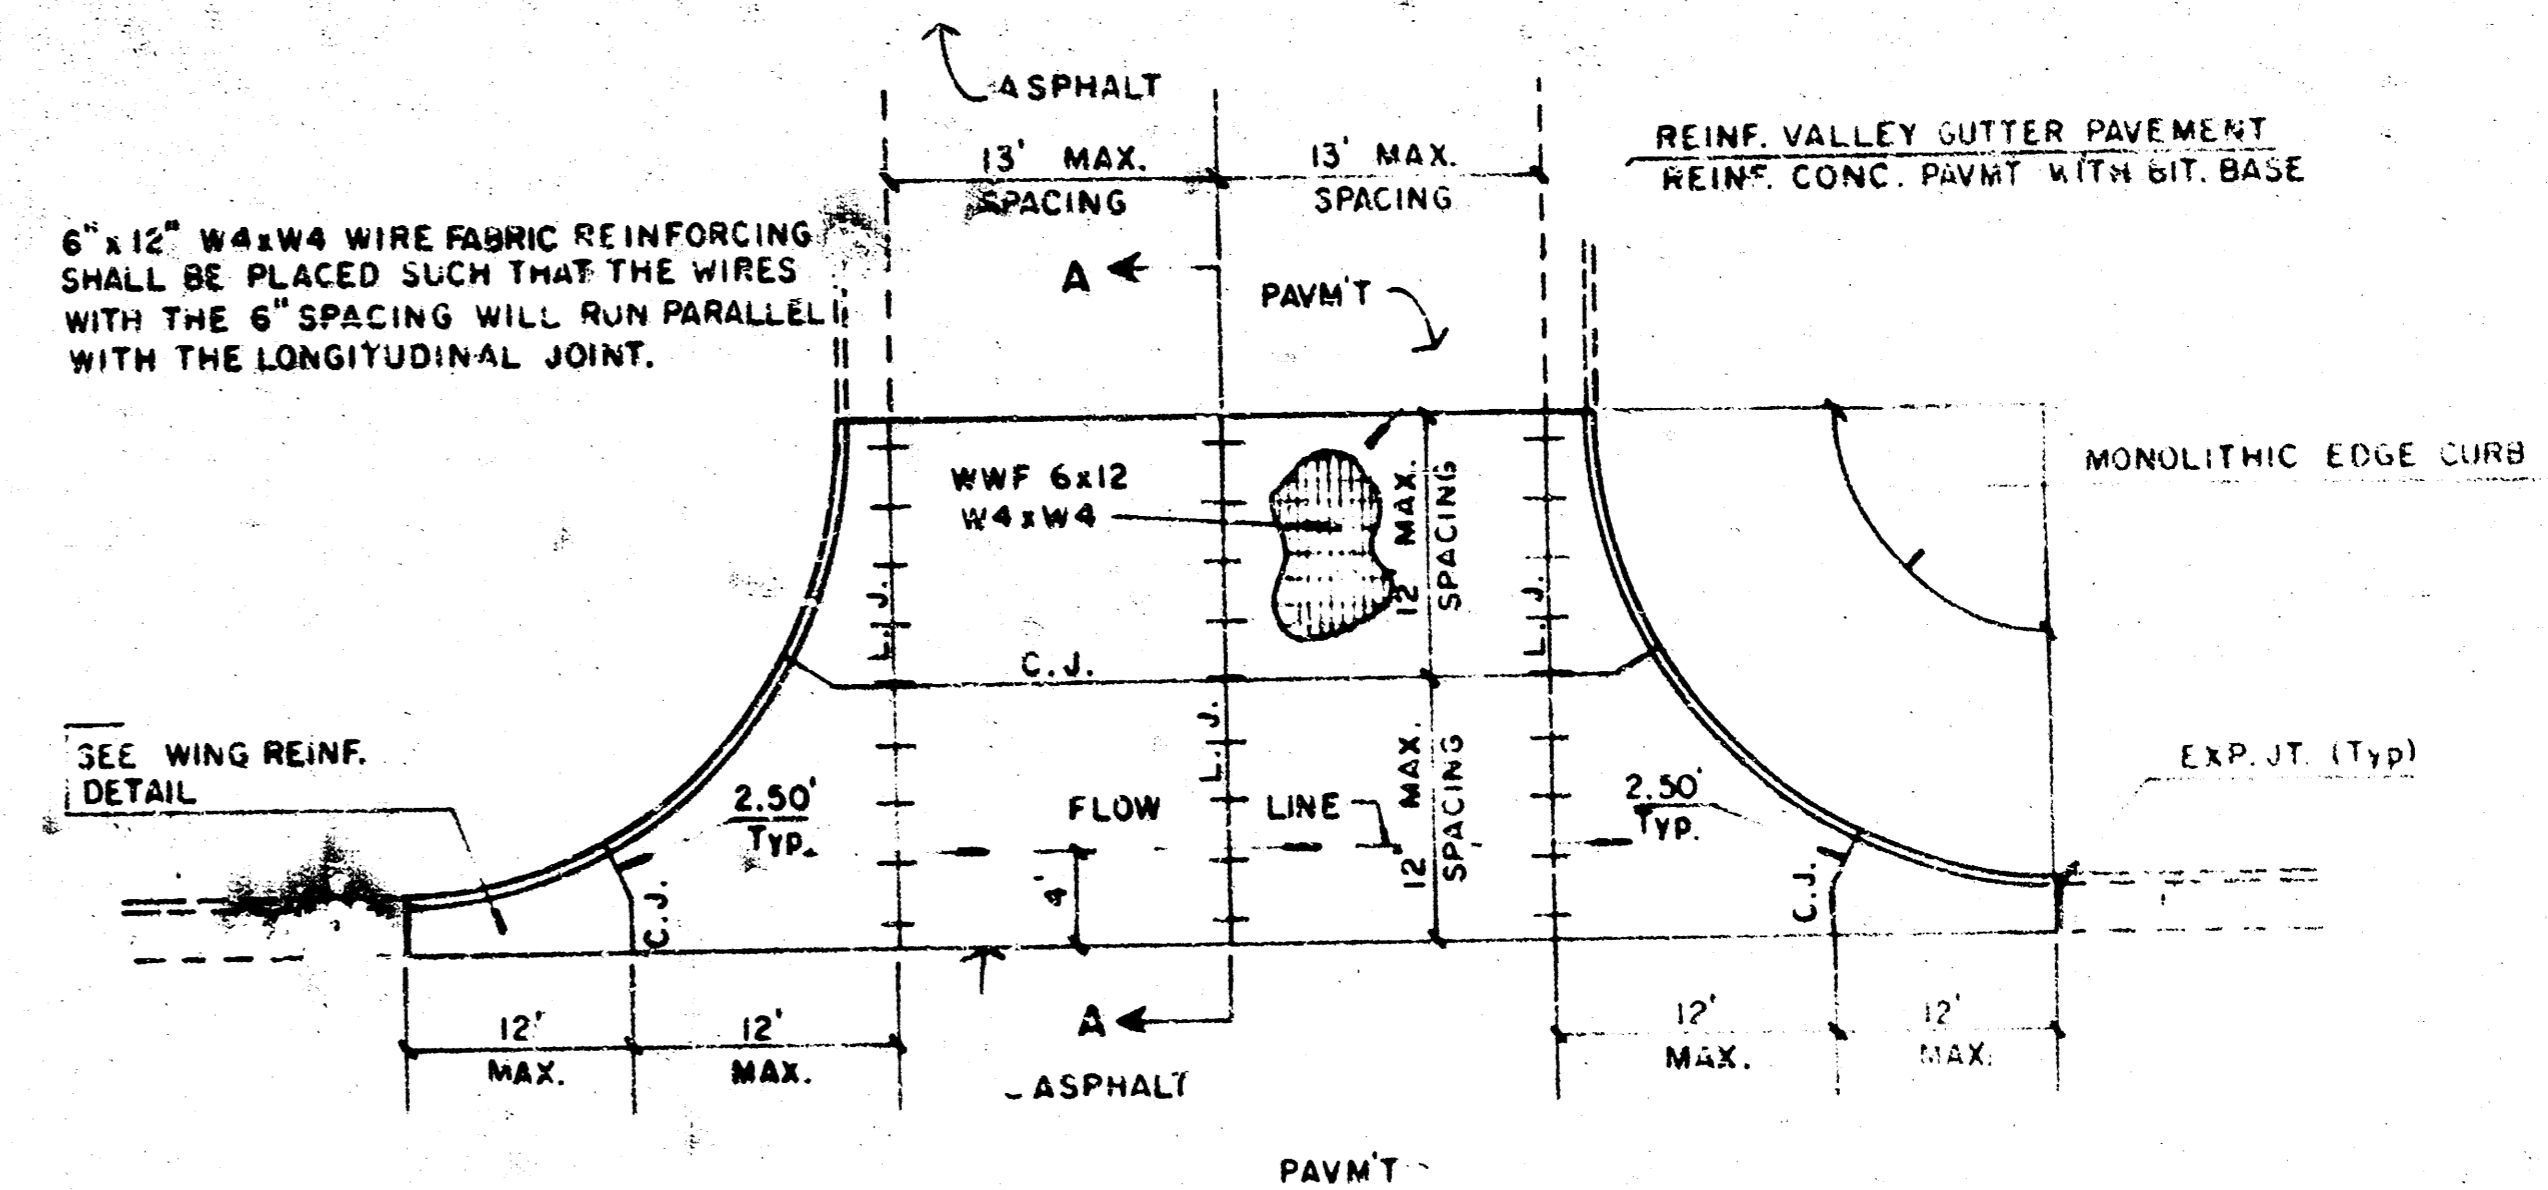 ASPHALT
13' MAX.
SPACING
13' MAX.
SPACING
REINF. VALLEY GUTTER PAVEMENT
REINF. CONC. PAVMT WITH BIT. BASE
6" x 12" W4xW4 WIRE FABRIC REINFORCING
SHALL BE PLACED SUCH THAT THE WIRES
WITH THE 6" SPACING WILL RUN PARALLEL
WITH THE LONGITUDINAL JOINT.
A
PAVM'T
MONOLITHIC EDGE CURB
WWF 6x12
W4xW4
12' MAX.
SPACING
L.J.
L.J.
C.J.
L.J.
SEE WING REINF.
DETAIL
2.50'
TYP.
FLOW LINE
12' MAX.
SPACING
2.50'
TYP.
EXP. JT. (Typ)
4'
C.J.
C.J.
12'
MAX.
12'
MAX.
A
12'
MAX.
12'
MAX.
ASPHALT
PAVM'T